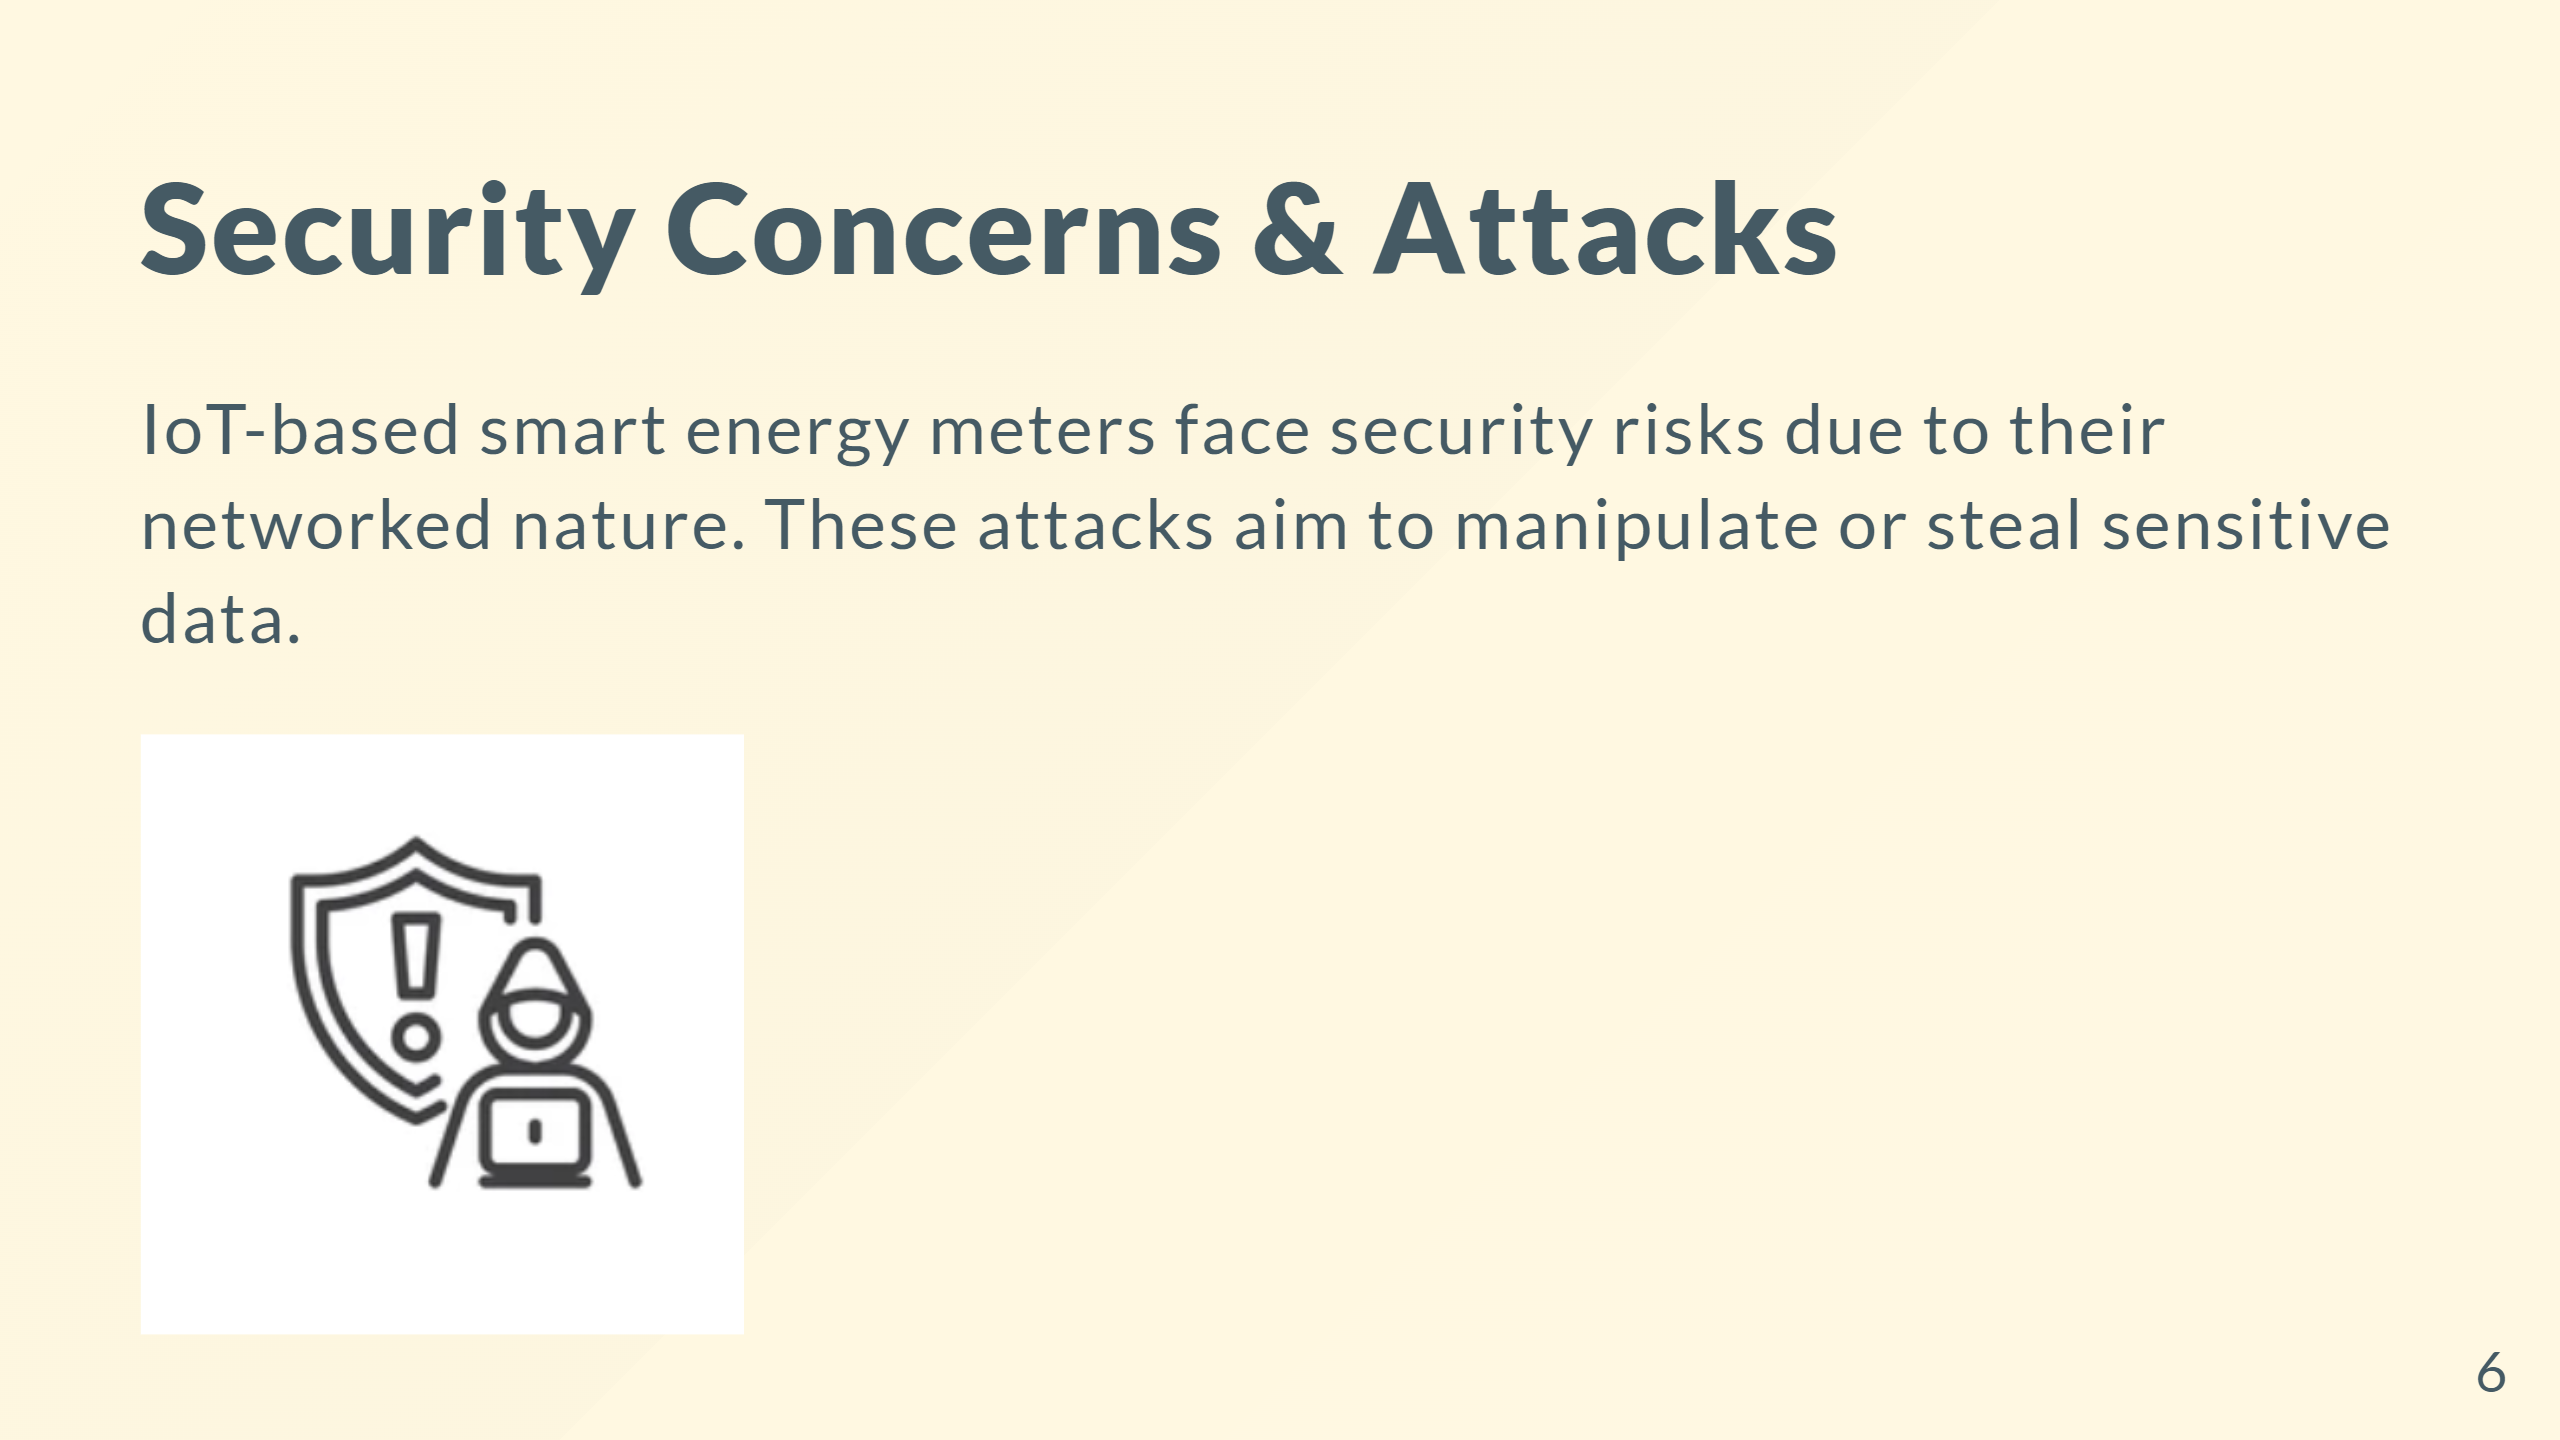 Security Concerns & Attacks
IoT-based smart energy meters face security risks due to their
networked nature. These attacks aim to manipulate or steal sensitive
data.
6